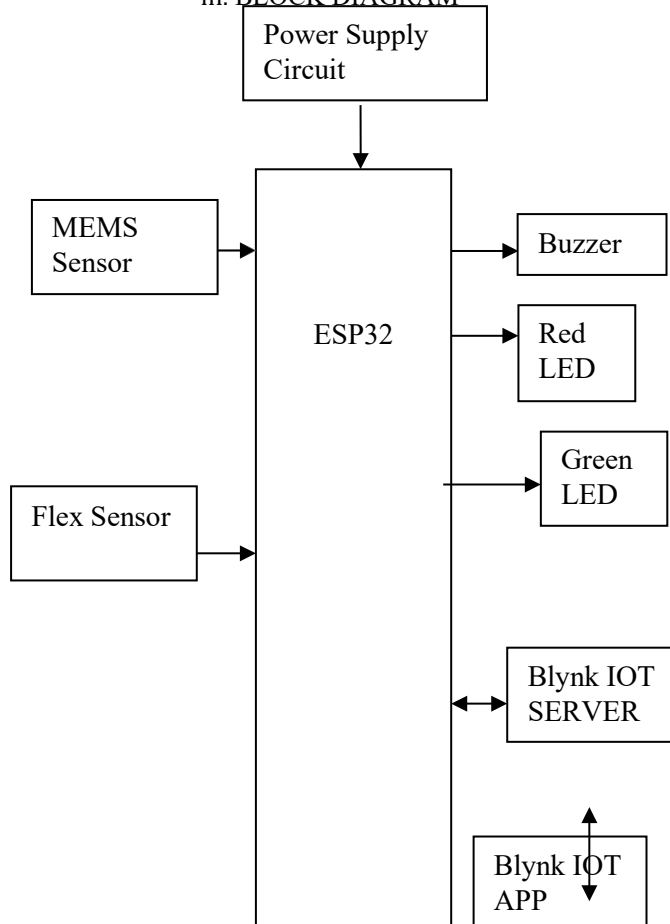 III. BLOCK DIAGRAM
Power Supply
Circuit
MEMS
Sensor
Buzzer
ESP32
Red
LED
Green
LED
Flex Sensor
Blynk IOT
SERVER
Blynk IOT
APP